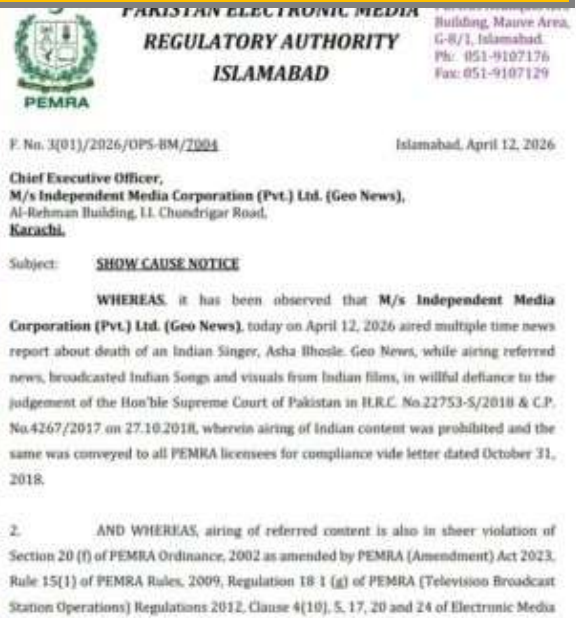 PAKISTAN ELECTRONIC MEDIA
REGULATORY AUTHORITY
ISLAMABAD
Building, Mauve Area,
G-8/1, Islamabad.
Ph: 051-9107176
Fax: 051-9107129
PEMRA
F. No. 3(01)/2026/OPS-BM/7004
Islamabad, April 12, 2026
Chief Executive Officer,
M/s Independent Media Corporation (Pvt.) Ltd. (Geo News),
Al-Rehman Building, I.I. Chundrigar Road,
Karachi.
Subject: SHOW CAUSE NOTICE
WHEREAS, it has been observed that M/s Independent Media
Corporation (Pvt.) Ltd. (Geo News), today on April 12, 2026 aired multiple time news
report about death of an Indian Singer, Asha Bhosle. Geo News, while airing referred
news, broadcasted Indian Songs and visuals from Indian films, in willful defiance to the
judgement of the Hon'ble Supreme Court of Pakistan in H.R.C. No.22753-S/2018 & C.P.
No.4267/2017 on 27.10.2018, wherein airing of Indian content was prohibited and the
same was conveyed to all PEMRA licensees for compliance vide letter dated October 31,
2018.
2. AND WHEREAS, airing of referred content is also in sheer violation of
Section 20 (f) of PEMRA Ordinance, 2002 as amended by PEMRA (Amendment) Act 2023,
Rule 15(1) of PEMRA Rules, 2009, Regulation 18 1 (g) of PEMRA (Television Broadcast
Station Operations) Regulations 2012, Clause 4(10), 5, 17, 20 and 24 of Electronic Media